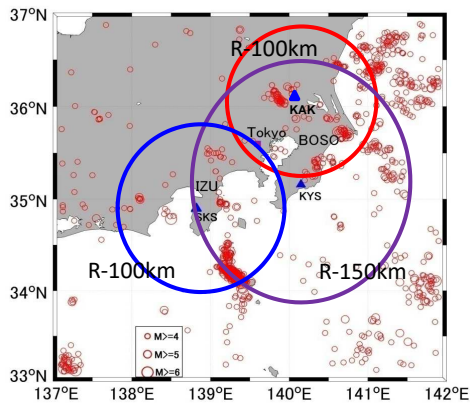 37°N
R-100km
36°N
KAK
Tokyo
BOSO
IZU
KYS
35°N
SKS
R-100km
R-150km
34°N
M>=4
M>=5
M>=6
33°N
137°E 138°E 139°E 140°E 141°E 142°E